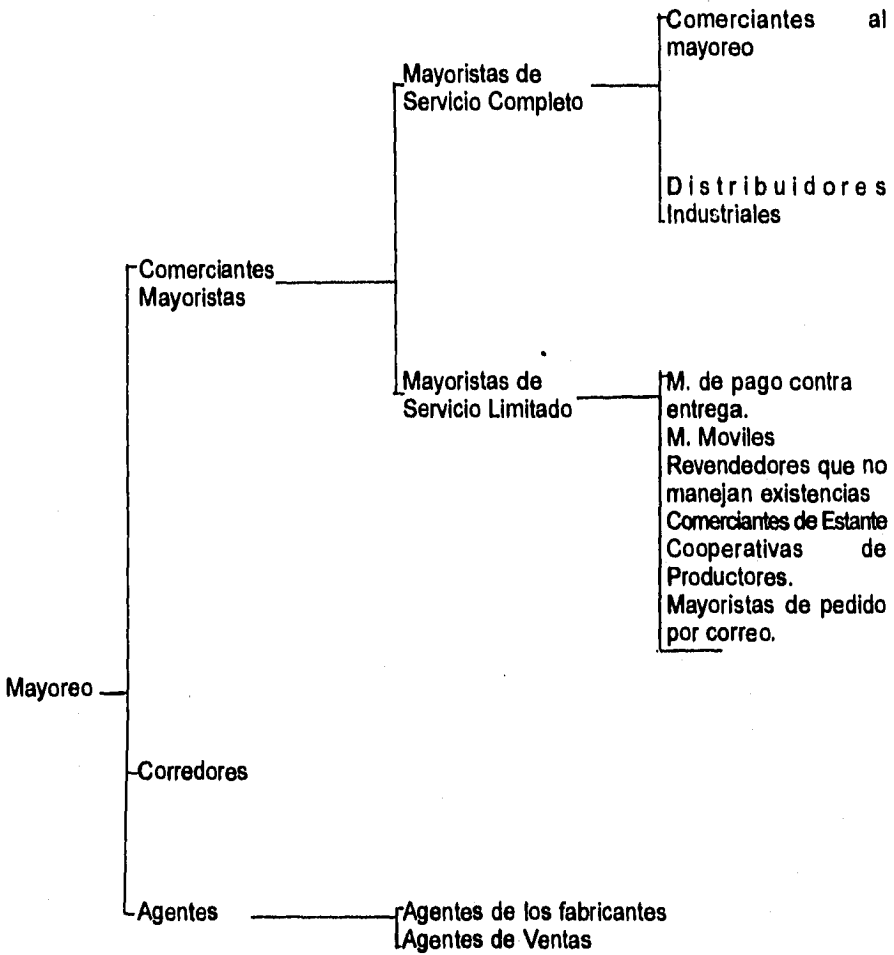 Comerciantes al
mayoreo
Mayoristas de
Servicio Completo
Distribuidores
Industriales
Comerciantes
Mayoristas
Mayoristas de
Servicio Limitado
M. de pago contra
entrega.
M. Moviles
Revendedores que no
manejan existencias
Comerciantes de Estante
Cooperativas de
Productores.
Mayoristas de pedido
por correo.
Mayoreo
Corredores
Agentes
Agentes de los fabricantes
Agentes de Ventas